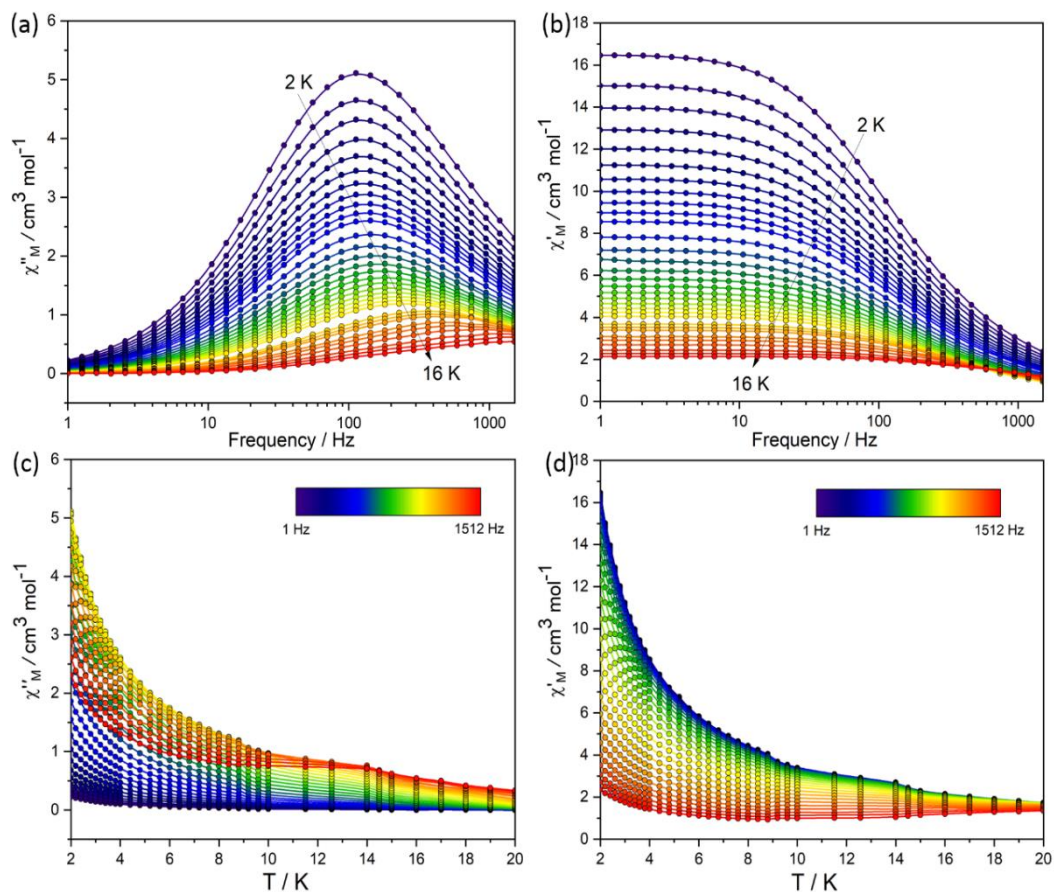 (a)
6
5
4
3
2
1
0
χ''M / cm³ mol⁻¹
2 K
16 K
1 10 100 1000
Frequency / Hz
(b)
18
16
14
12
10
8
6
4
2
0
χ'M / cm³ mol⁻¹
2 K
16 K
1 10 100 1000
Frequency / Hz
(c)
6
5
4
3
2
1
0
χ''M / cm³ mol⁻¹
1 Hz 1512 Hz
2 4 6 8 10 12 14 16 18 20
T / K
(d)
18
16
14
12
10
8
6
4
2
0
χ'M / cm³ mol⁻¹
1 Hz 1512 Hz
2 4 6 8 10 12 14 16 18 20
T / K